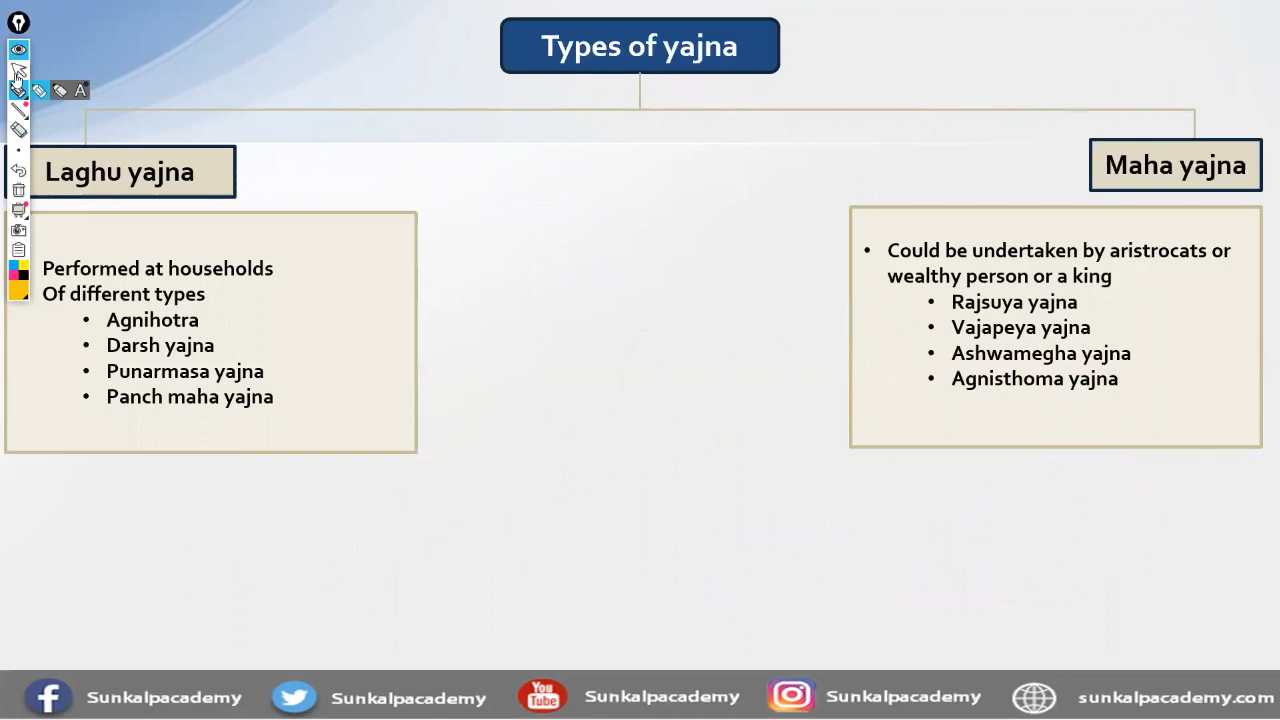 Types of yajna
Laghu yajna
Maha yajna
Performed at households
Of different types
• Agnihotra
• Darsh yajna
• Punarmasa yajna
• Panch maha yajna
• Could be undertaken by aristrocats or
wealthy person or a king
• Rajsuya yajna
• Vajapeya yajna
• Ashwamegha yajna
• Agnisthoma yajna
A
f Sunkalpacademy
Sunkalpacademy
You
Tube
Sunkalpacademy
Sunkalpacademy
sunkalpacademy.com